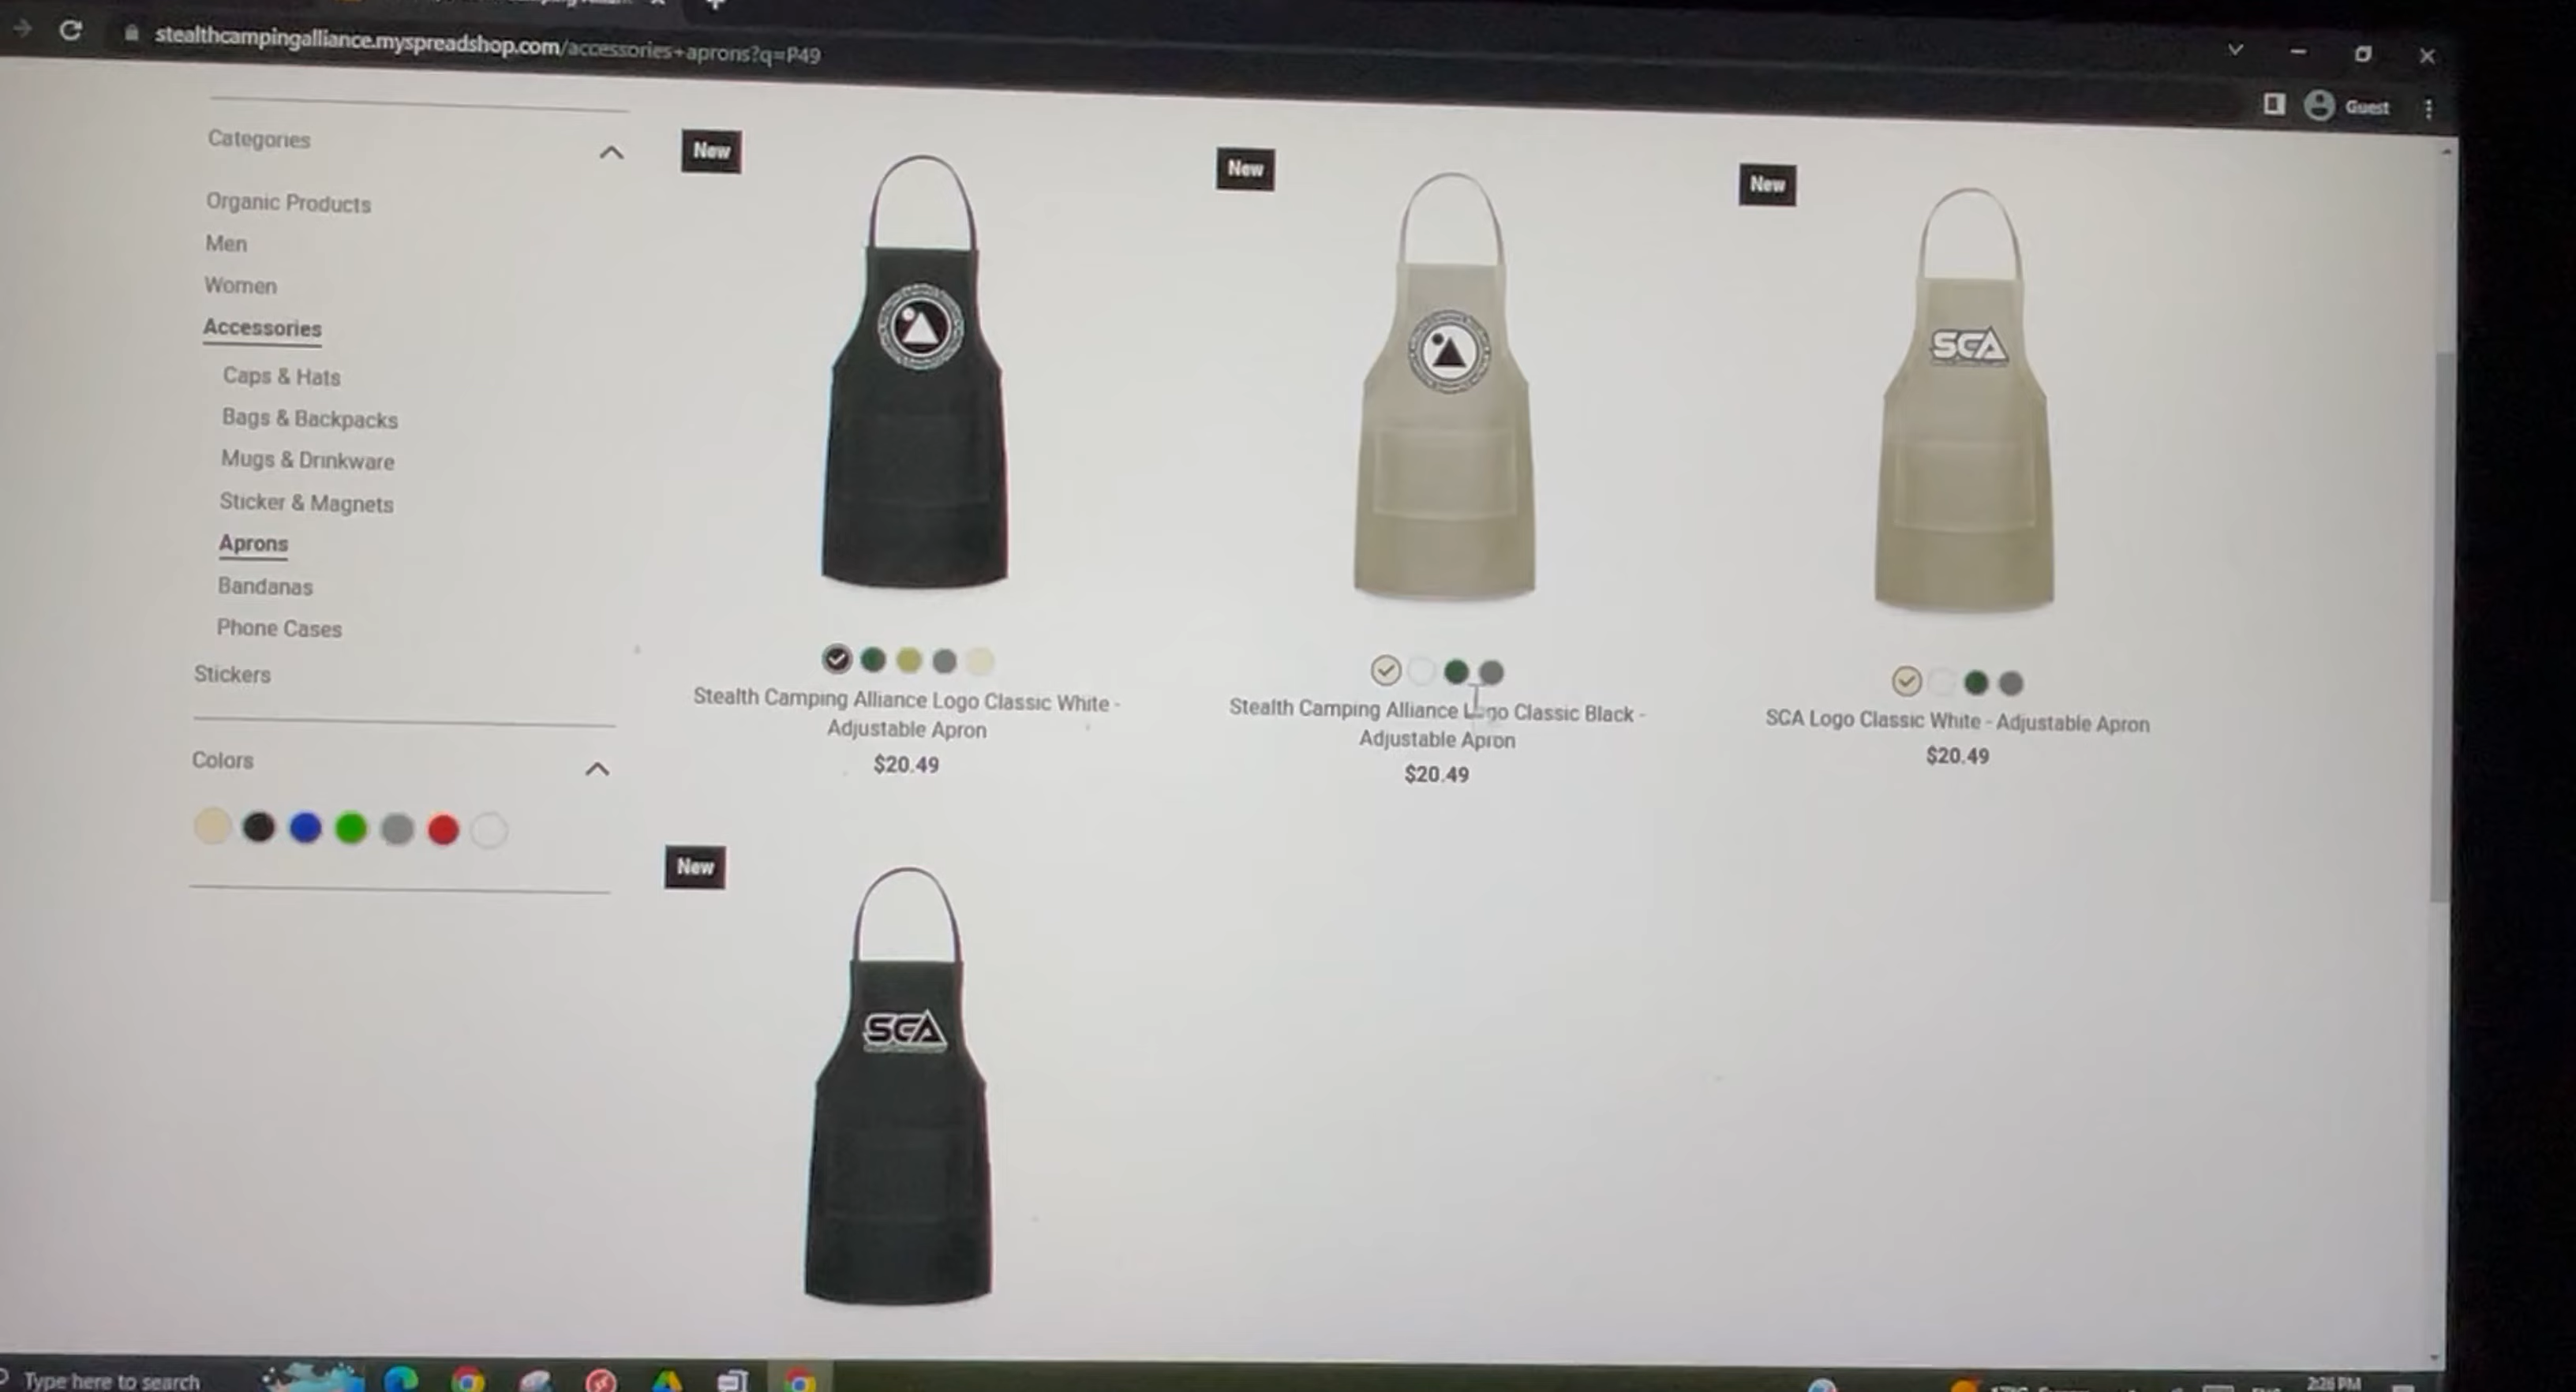 stealthcampingalliance.myspreadshop.com/accessories+aprons?q=P49
Guest
Categories
Organic Products
Men
Women
Accessories
Caps & Hats
Bags & Backpacks
Mugs & Drinkware
Sticker & Magnets
Aprons
Bandanas
Phone Cases
Stickers
Colors
New
Stealth Camping Alliance Logo Classic White -
Adjustable Apron
$20.49
New
Stealth Camping Alliance Logo Classic Black -
Adjustable Apron
$20.49
New
SCA
SCA Logo Classic White - Adjustable Apron
$20.49
New
SCA
Type here to search
2:26 PM